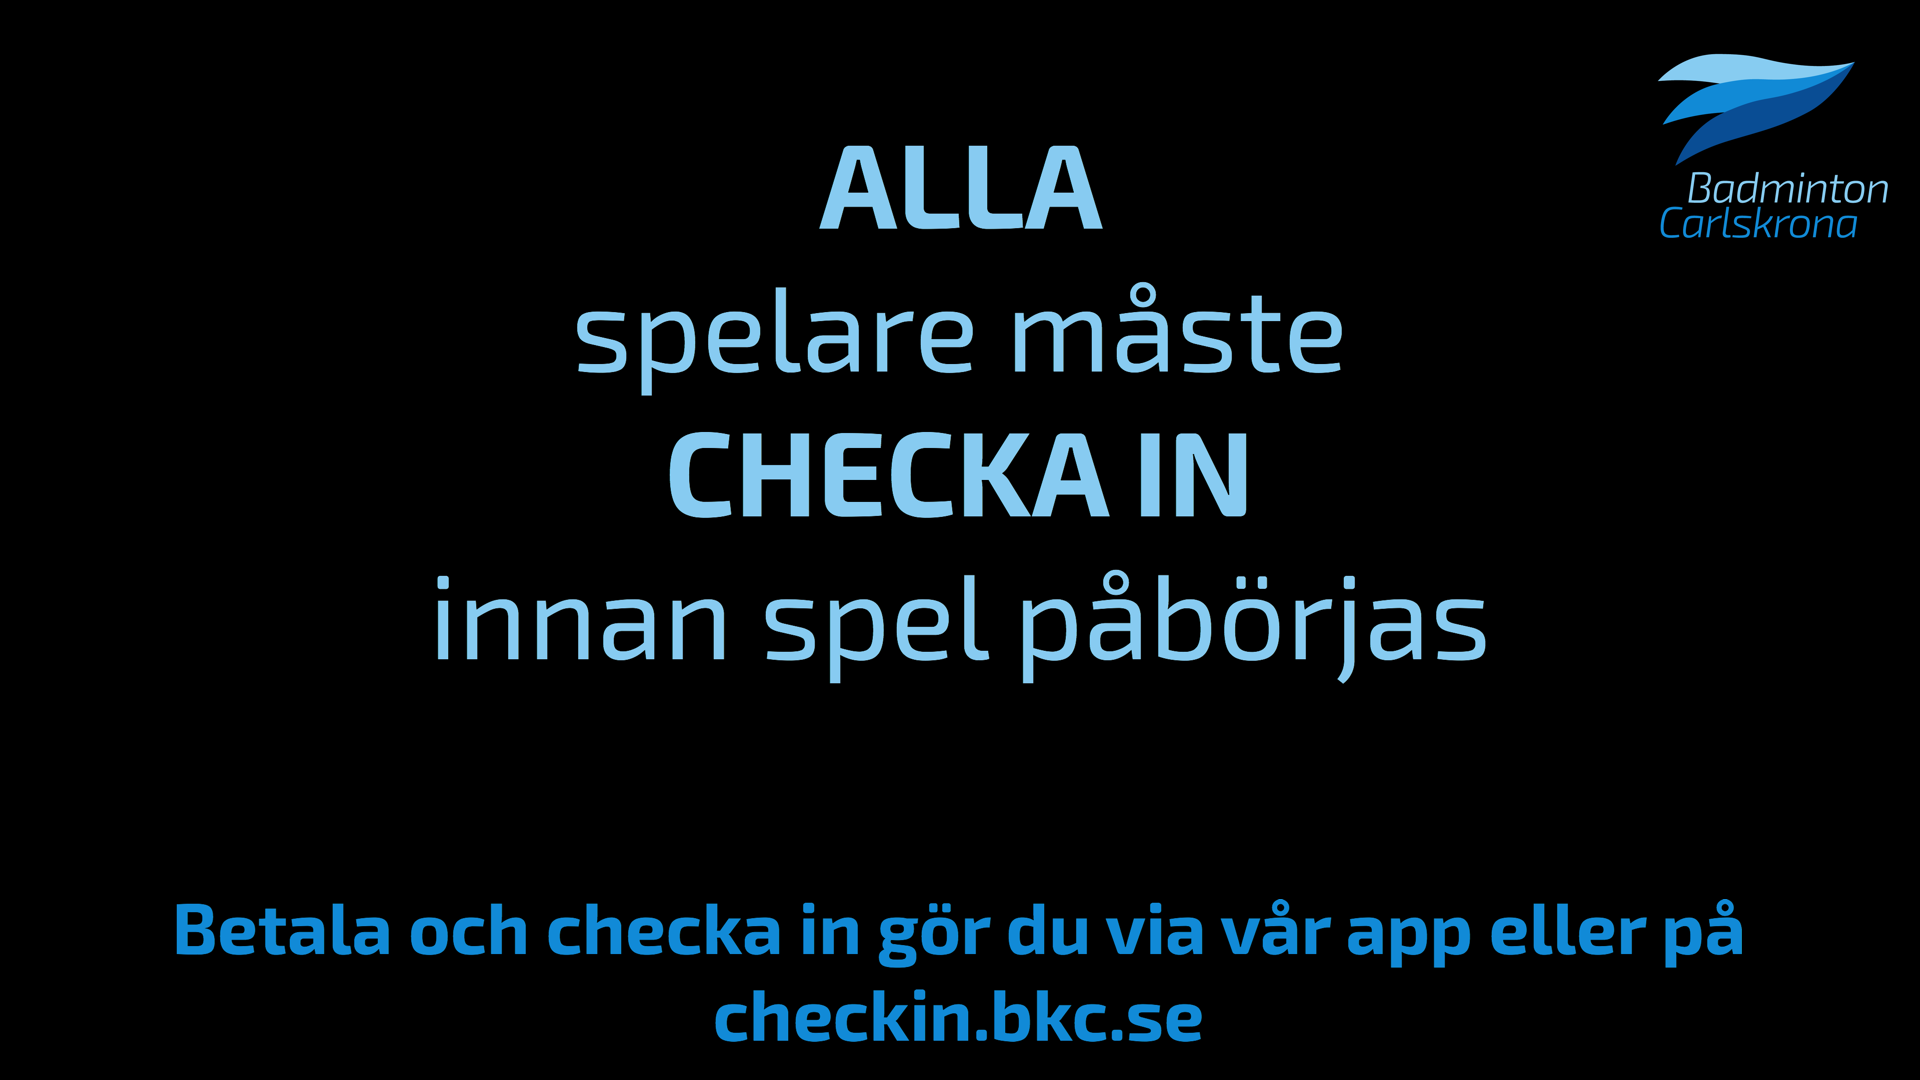 Badminton
Carlskrona
ALLA
spelare måste
CHECKA IN
innan spel påbörjas
Betala och checka in gör du via vår app eller på
checkin.bkc.se